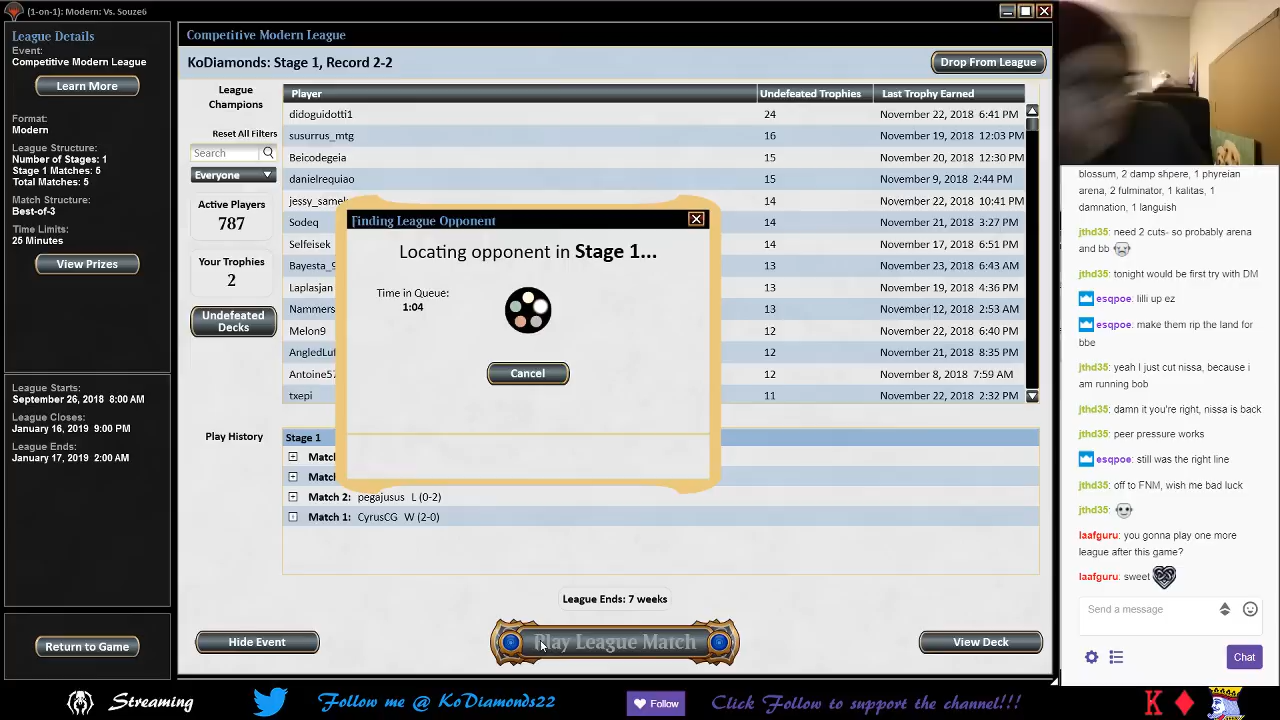 (1-on-1): Modern: Vs. Souze6
League Details
Event:
Competitive Modern League
Learn More
Format:
Modern
League Structure:
Number of Stages: 1
Stage 1 Matches: 5
Total Matches: 5
Match Structure:
Best-of-3
Time Limits:
25 Minutes
View Prizes
League Starts:
September 26, 2018 8:00 AM
League Closes:
January 16, 2019 9:00 PM
League Ends:
January 17, 2019 2:00 AM
Return to Game
Competitive Modern League
KoDiamonds: Stage 1, Record 2-2
Drop From League
League
Champions
Reset All Filters
Search
Everyone
Active Players
787
Your Trophies
2
Undefeated
Decks
Player Undefeated Trophies Last Trophy Earned
didoguidotti1 24 November 22, 2018 6:41 PM
susurrus_mtg 16 November 19, 2018 12:03 PM
Beicodegeia 15 November 20, 2018 12:30 PM
danielrequiao 15 November 9, 2018 2:44 PM
jessy_samek 14 November 22, 2018 10:41 PM
Sodeq 14 November 21, 2018 3:27 PM
Selfeisek 14 November 17, 2018 6:51 PM
Bayesta_9 13 November 23, 2018 6:43 AM
Laplasjan 13 November 19, 2018 4:36 PM
Nammers 13 November 12, 2018 2:53 AM
Melon9 12 November 22, 2018 6:40 PM
AngledLu 12 November 21, 2018 8:35 PM
Antoine57 12 November 8, 2018 7:59 AM
txepi 11 November 22, 2018 2:32 PM
Finding League Opponent
Locating opponent in Stage 1...
Time in Queue:
1:04
Cancel
Play History
Stage 1
Match
Match
Match 2: pegajusus L (0-2)
Match 1: CyrusCG W (2-0)
League Ends: 7 weeks
Hide Event
Play League Match
View Deck
blossum, 2 damp shpere, 1 phyreian
arena, 2 fulminator, 1 kalitas, 1
damnation, 1 languish
jthd35: need 2 cuts- so probably arena
and bb
jthd35: tonight would be first try with DM
esqpoe: lilli up ez
esqpoe: make them rip the land for
bbe
jthd35: yeah I just cut nissa, because i
am running bob
jthd35: damn it you're right, nissa is back
jthd35: peer pressure works
esqpoe: still was the right line
jthd35: off to FNM, wish me bad luck
jthd35:
laafguru: you gonna play one more
league after this game?
laafguru: sweet
Send a message
Chat
Streaming
Follow me @ KoDiamonds22
Follow
Click Follow to support the channel!!!
K